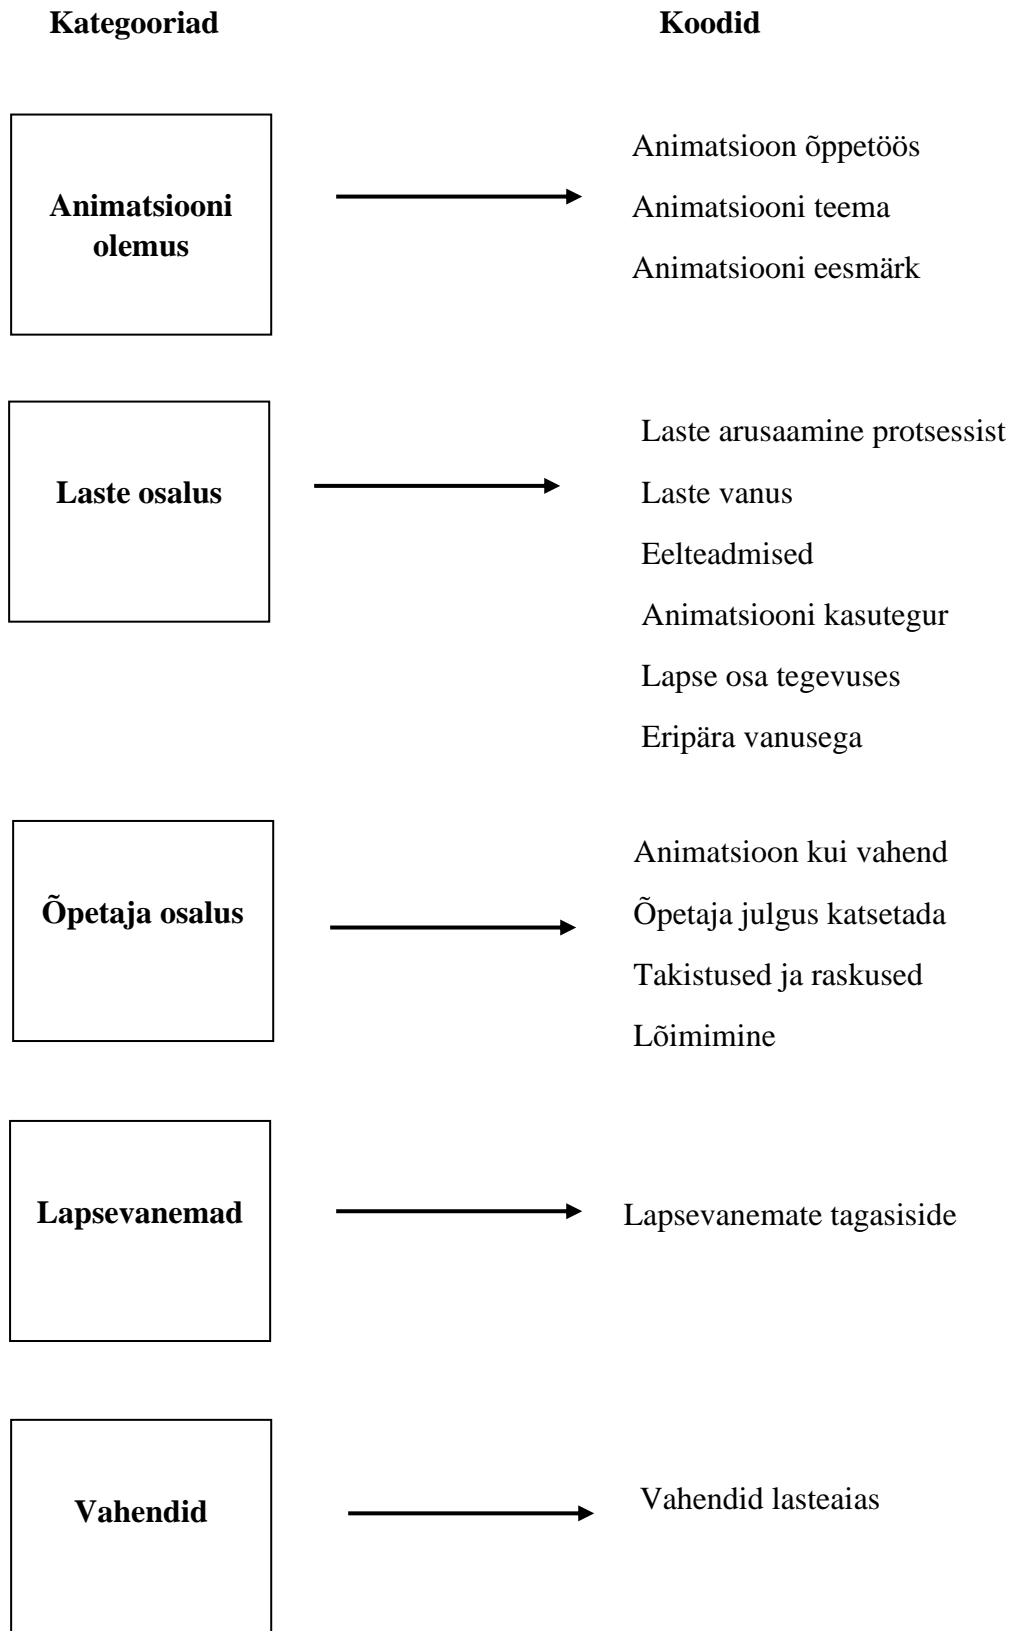 Kategooriad
Koodid
Animatsiooni
olemus
Animatsioon õppetöös
Animatsiooni teema
Animatsiooni eesmärk
Laste osalus
Laste arusaamine protsessist
Laste vanus
Eelteadmised
Animatsiooni kasutegur
Lapse osa tegevuses
Eripära vanusega
Õpetaja osalus
Animatsioon kui vahend
Õpetaja julgus katsetada
Takistused ja raskused
Lõimimine
Lapsevanemad
Lapsevanemate tagasiside
Vahendid
Vahendid lasteaias